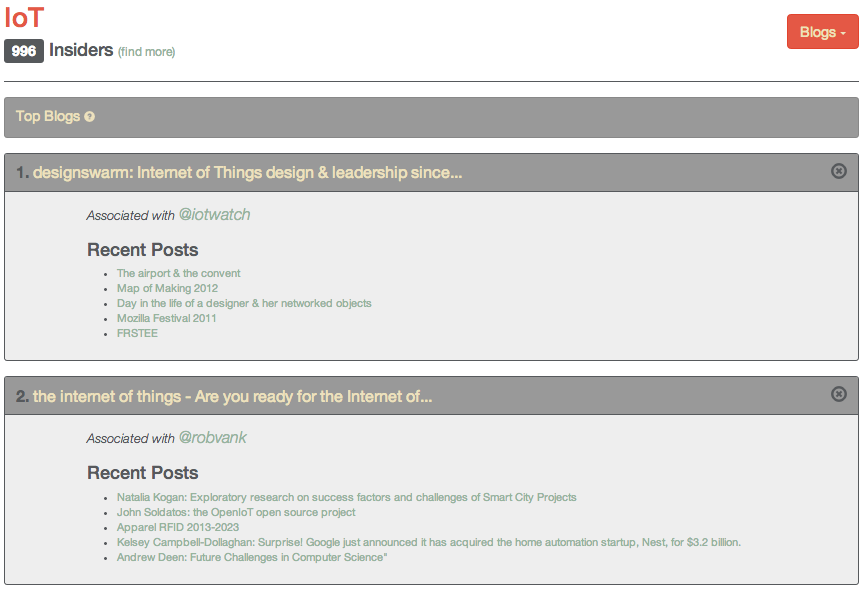 IoT
Blogs
996 Insiders (find more)
Top Blogs ?
1. designswarm: Internet of Things design & leadership since...
Associated with @iotwatch
Recent Posts
The airport & the convent
Map of Making 2012
Day in the life of a designer & her networked objects
Mozilla Festival 2011
FRSTEE
2. the internet of things - Are you ready for the Internet of...
Associated with @robvank
Recent Posts
Natalia Kogan: Exploratory research on success factors and challenges of Smart City Projects
John Soldatos: the OpenIoT open source project
Apparel RFID 2013-2023
Kelsey Campbell-Dollaghan: Surprise! Google just announced it has acquired the home automation startup, Nest, for $3.2 billion.
Andrew Deen: Future Challenges in Computer Science"